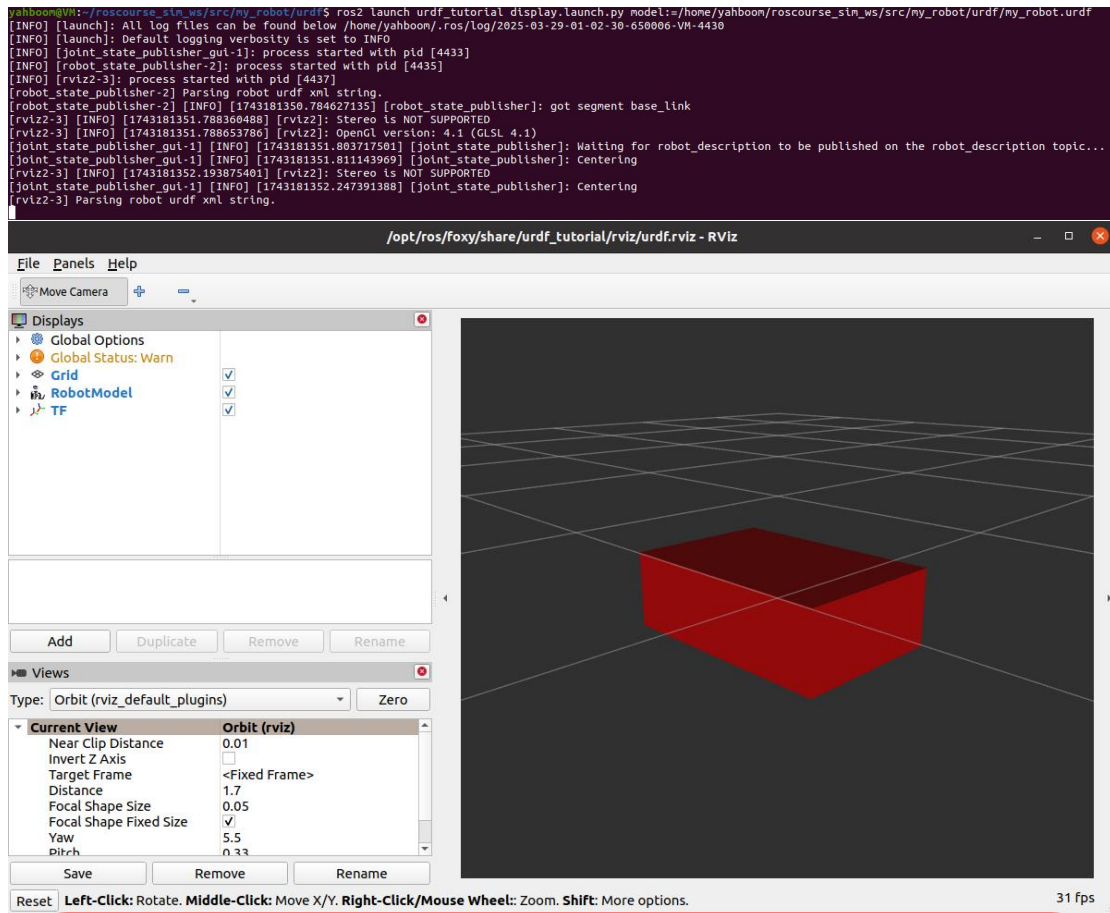 yahboom@VM:~/roscourse_sim_ws/src/my_robot/urdf$ ros2 launch urdf_tutorial display.launch.py model:=/home/yahboom/roscourse_sim_ws/src/my_robot/urdf/my_robot.urdf
[INFO] [launch]: All log files can be found below /home/yahboom/.ros/log/2025-03-29-01-02-30-650006-VM-4430
[INFO] [launch]: Default logging verbosity is set to INFO
[INFO] [joint_state_publisher_gui-1]: process started with pid [4433]
[INFO] [robot_state_publisher-2]: process started with pid [4435]
[INFO] [rviz2-3]: process started with pid [4437]
[robot_state_publisher-2] Parsing robot urdf xml string.
[robot_state_publisher-2] [INFO] [1743181350.784627135] [robot_state_publisher]: got segment base_link
[rviz2-3] [INFO] [1743181351.788360488] [rviz2]: Stereo is NOT SUPPORTED
[rviz2-3] [INFO] [1743181351.788653786] [rviz2]: OpenGl version: 4.1 (GLSL 4.1)
[joint_state_publisher_gui-1] [INFO] [1743181351.803717501] [joint_state_publisher]: Waiting for robot_description to be published on the robot_description topic...
[joint_state_publisher_gui-1] [INFO] [1743181351.811143969] [joint_state_publisher]: Centering
[rviz2-3] [INFO] [1743181352.193875401] [rviz2]: Stereo is NOT SUPPORTED
[joint_state_publisher_gui-1] [INFO] [1743181352.247391388] [joint_state_publisher]: Centering
[rviz2-3] Parsing robot urdf xml string.
/opt/ros/foxy/share/urdf_tutorial/rviz/urdf.rviz - RViz
File Panels Help
Move Camera
Displays
Global Options
Global Status: Warn
Grid
RobotModel
TF
Add Duplicate Remove Rename
Views
Type: Orbit (rviz_default_plugins) Zero
Current View Orbit (rviz)
Near Clip Distance 0.01
Invert Z Axis
Target Frame <Fixed Frame>
Distance 1.7
Focal Shape Size 0.05
Focal Shape Fixed Size
Yaw 5.5
Pitch 0.33
Save Remove Rename
Reset Left-Click: Rotate. Middle-Click: Move X/Y. Right-Click/Mouse Wheel:: Zoom. Shift: More options. 31 fps